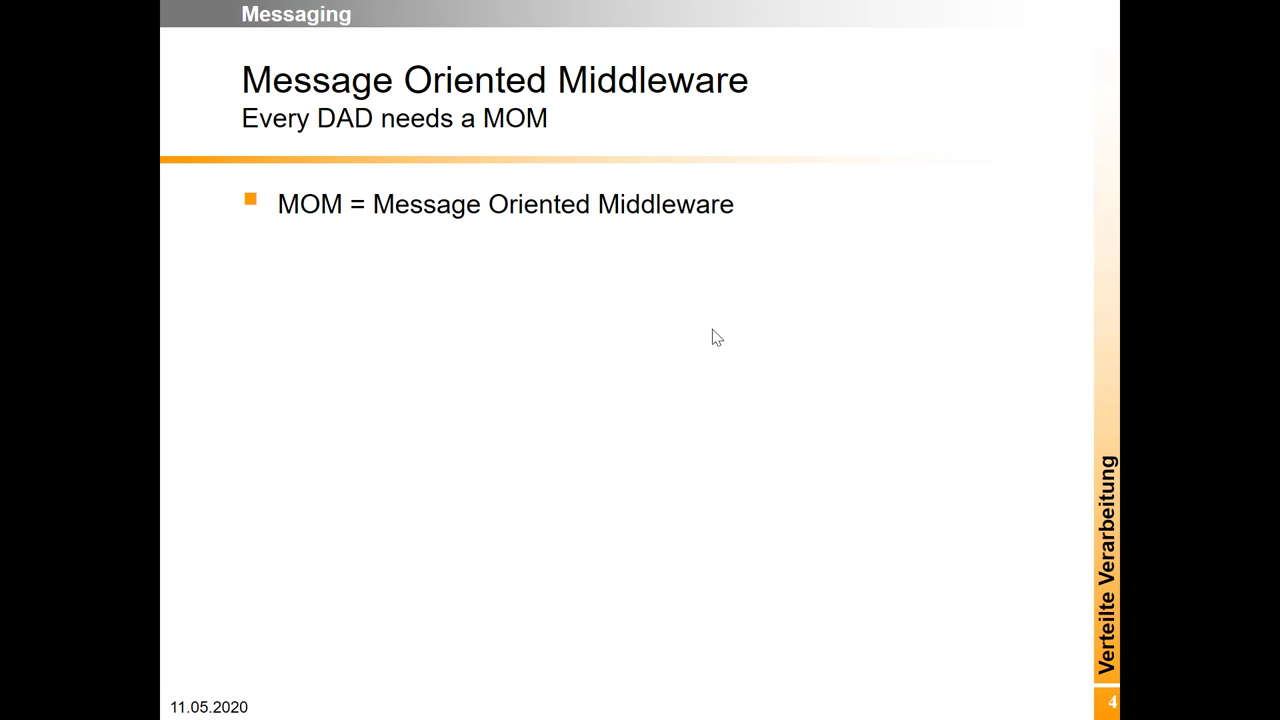 Messaging
Message Oriented Middleware
Every DAD needs a MOM
MOM = Message Oriented Middleware
Verteilte Verarbeitung
11.05.2020
4